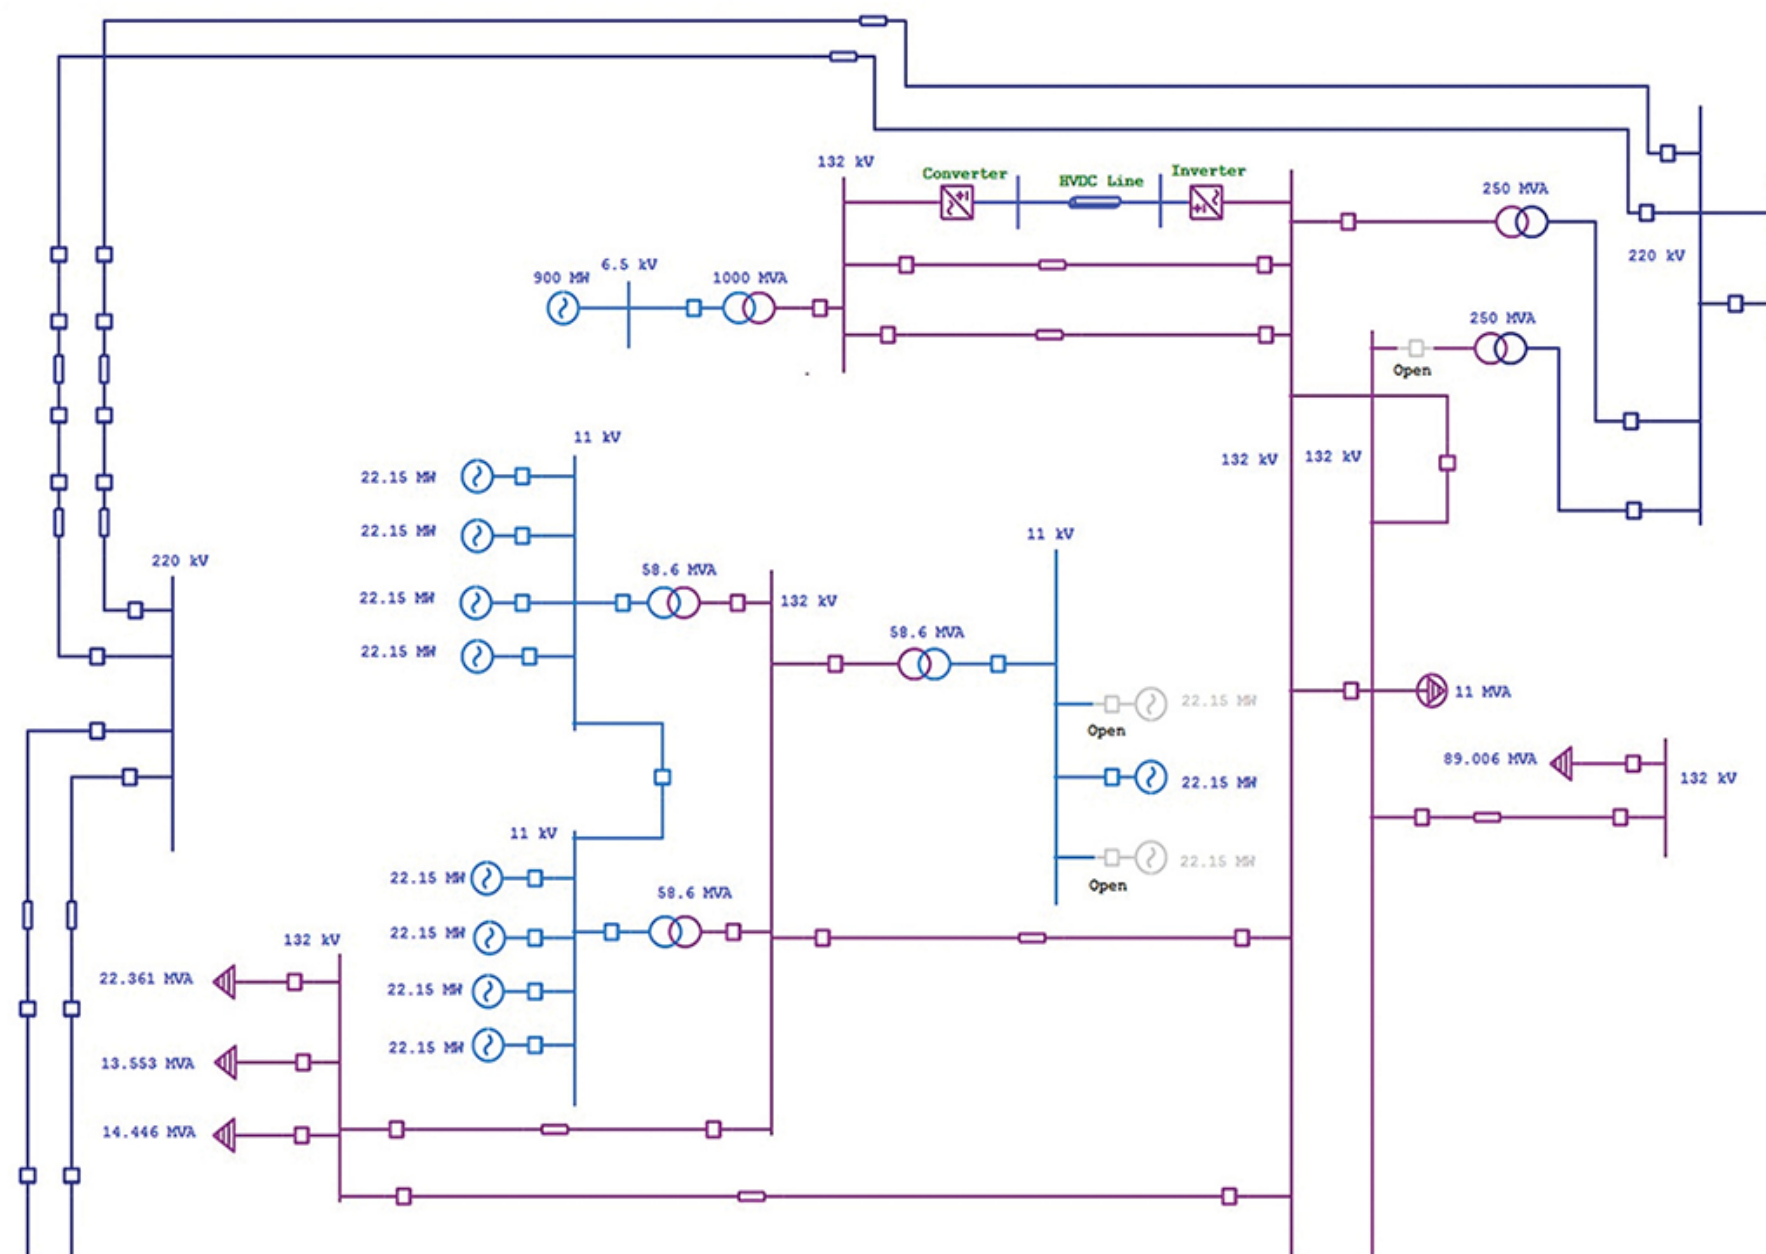 132 kV
Converter
HVDC Line
Inverter
250 MVA
220 kV
900 MW
6.5 kV
1000 MVA
250 MVA
Open
11 kV
132 kV
132 kV
22.15 MW
22.15 MW
22.15 MW
22.15 MW
58.6 MVA
132 kV
11 kV
58.6 MVA
220 kV
22.15 MW
Open
22.15 MW
22.15 MW
Open
11 MVA
89.006 MVA
132 kV
11 kV
22.15 MW
22.15 MW
22.15 MW
22.15 MW
58.6 MVA
132 kV
22.361 MVA
13.553 MVA
14.446 MVA